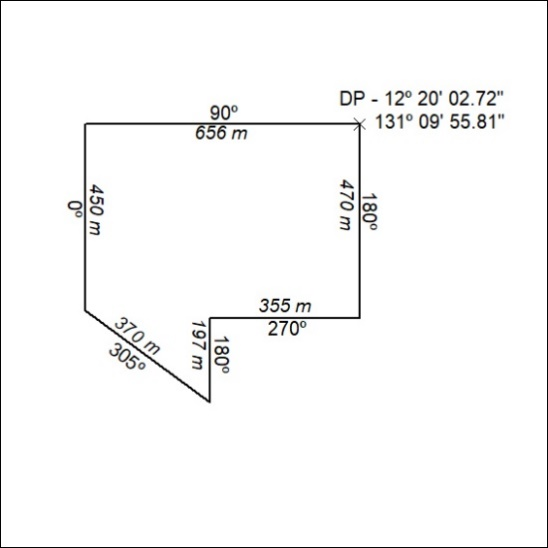 DP - 12º 20' 02.72"
131º 09' 55.81"
90º
656 m
0º
450 m
470 m
180º
355 m
270º
197 m
180º
370 m
305º